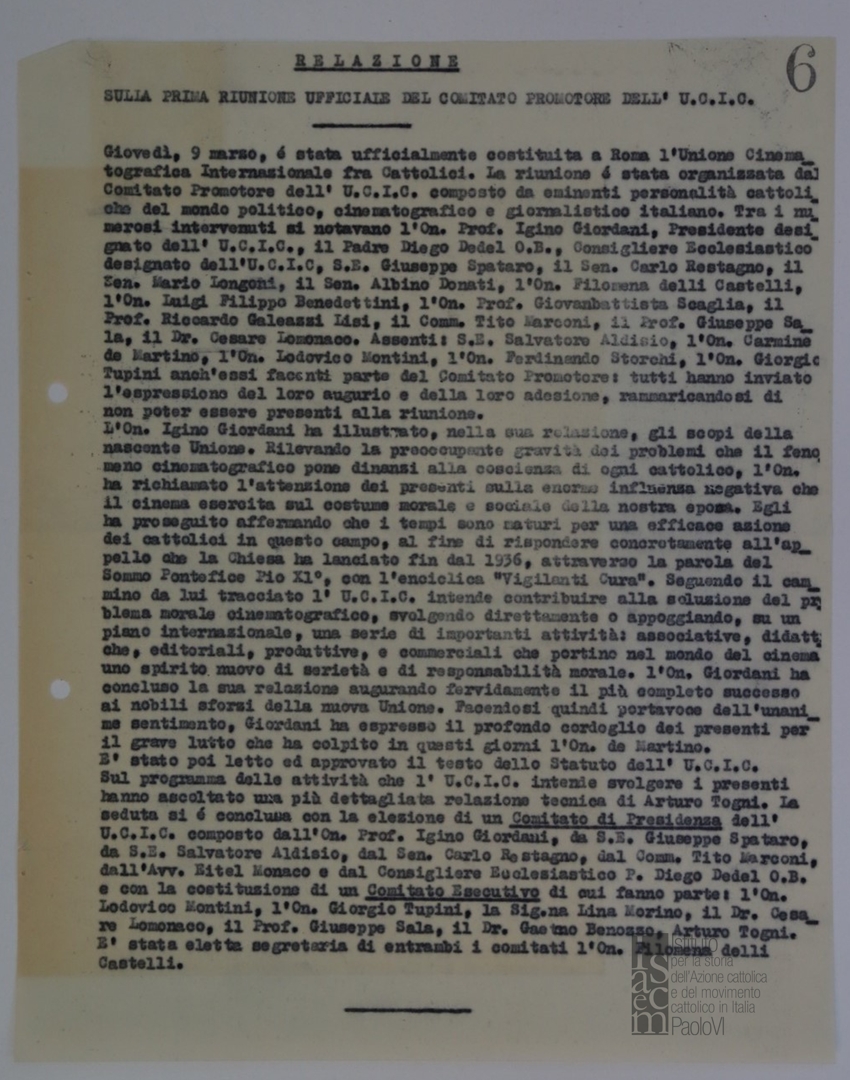 RELAZIONE
6
SULLA PRIMA RIUNIONE UFFICIALE DEL COMITATO PROMOTORE DELL' U.C.I.C.
Giovedì, 9 marzo, é stata ufficialmente costituita a Roma l'Unione Cinema_
tografica Internazionale fra Cattolici. La riunione é stata organizzata dal
Comitato Promotore dell' U.C.I.C. composto da eminenti personalità cattoli_
che del mondo politico, cinematografico e giornalistico italiano. Tra i nu_
merosi intervenuti si notavano l'On. Prof. Igino Giordani, Presidente desi_
gnato dell' U.C.I.C., il Padre Diego Dedel O.B., Consigliere Ecclesiastico
designato dell'U.C.I.C, S.E. Giuseppe Spataro, il Sen. Carlo Restagno, il
Sen. Mario Longoni, il Sen. Albino Donati, l'On. Filomena delli Castelli,
l'On. Luigi Filippo Benedettini, l'On. Prof. Giovanbattista Scaglia, il
Prof. Riccardo Galeazzi Lisi, il Comm. Tito Marconi, il Prof. Giuseppe Sa_
la, il Dr. Cesare Lomonaco. Assenti: S.E. Salvatore Aldisio, l'On. Carmine
de Martino, l'On. Lodovico Montini, l'On. Ferdinando Storchi, l'On. Giorgio
Tupini anch'essi facenti parte del Comitato Promotore: tutti hanno inviato
l'espressione del loro augurio e della loro adesione, rammaricandosi di
non poter essere presenti alla riunione.
L'On. Igino Giordani ha illustrato, nella sua relazione, gli scopi della
nascente Unione. Rilevando la preoccupante gravità dei problemi che il feno_
meno cinematografico pone dinanzi alla coscienza di ogni cattolico, l'On.
ha richiamato l'attenzione dei presenti sulla enorme influenza negativa che
il cinema esercita sul costume morale e sociale della nostra epoca. Egli
ha proseguito affermando che i tempi sono maturi per una efficace azione
dei cattolici in questo campo, al fine di rispondere concretamente all'ap_
pello che la Chiesa ha lanciato fin dal 1936, attraverso la parola del
Sommo Pontefice Pio XI°, con l'enciclica "Vigilanti Cura". Seguendo il cam_
mino da lui tracciato l' U.C.I.C. intende contribuire alla soluzione del pro
blema morale cinematografico, svolgendo direttamente o appoggiando, su un
piano internazionale, una serie di importanti attività: associative, didatti
che, editoriali, produttive, e commerciali che portino nel mondo del cinema
uno spirito nuovo di serietà e di responsabilità morale. l'On. Giordani ha
concluso la sua relazione augurando fervidamente il più completo successo
ai nobili sforzi della nuova Unione. Facendosi quindi portavoce dell'unani_
me sentimento, Giordani ha espresso il profondo cordoglio dei presenti per
il grave lutto che ha colpito in questi giorni l'On. de Martino.
E' stato poi letto ed approvato il testo dello Statuto dell' U.C.I.C.
Sul programma delle attività che l' U.C.I.C. intende svolgere i presenti
hanno ascoltato una più dettagliata relazione tecnica di Arturo Togni. La
seduta si é conclusa con la elezione di un Comitato di Presidenza dell'
U.C.I.C. composto dall'On. Prof. Igino Giordani, da S.E. Giuseppe Spataro,
da S.E. Salvatore Aldisio, dal Sen. Carlo Restagno, dal Comm. Tito Marconi,
dall'Avv. Eitel Monaco e dal Consigliere Ecclesiastico P. Diego Dedel O.B.
e con la costituzione di un Comitato Esecutivo di cui fanno parte: l'On.
Lodovico Montini, l'On. Giorgio Tupini, la Sig.na Lina Morino, il Dr. Cesa_
re Lomonaco, il Prof. Giuseppe Sala, il Dr. Gaetno Benosso, Arturo Togni.
E' stata eletta segretaria di entrambi i comitati l'On. Filomena delli
Castelli.
isacem
Istituto
per la storia
dell'Azione cattolica
e del movimento
cattolico in Italia
PaoloVI